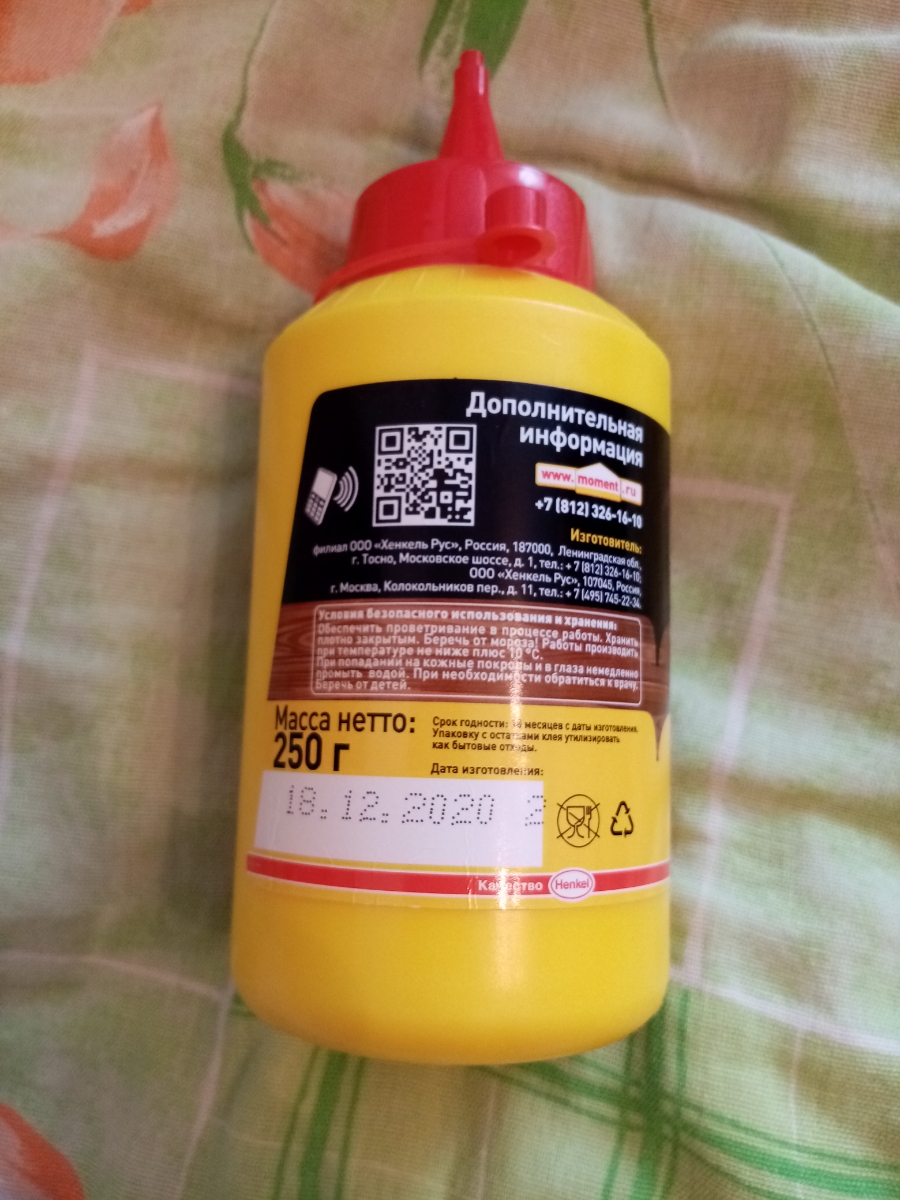 Дополнительная
информация
www.moment.ru
+7 (812) 326-16-10
Изготовитель:
филиал ООО «Хенкель Рус», Россия, 187000, Ленинградская обл.,
г. Тосно, Московское шоссе, д. 1, тел.: +7 (812) 326-16-10;
ООО «Хенкель Рус», 107045, Россия,
г. Москва, Колокольников пер., д. 11, тел.: +7 (495) 745-22-34.
Условия безопасного использования и хранения:
Обеспечить проветривание в процессе работы. Хранить
плотно закрытым. Беречь от мороза! Работы производить
при температуре не ниже плюс 10 °С.
При попадании на кожные покровы и в глаза немедленно
промыть водой. При необходимости обратиться к врачу.
Беречь от детей.
Масса нетто:
250 г
Срок годности: месяцев с даты изготовления.
Упаковку с остатками клея утилизировать
как бытовые отходы.
Дата изготовления:
18.12.2020 2
Качество Henkel